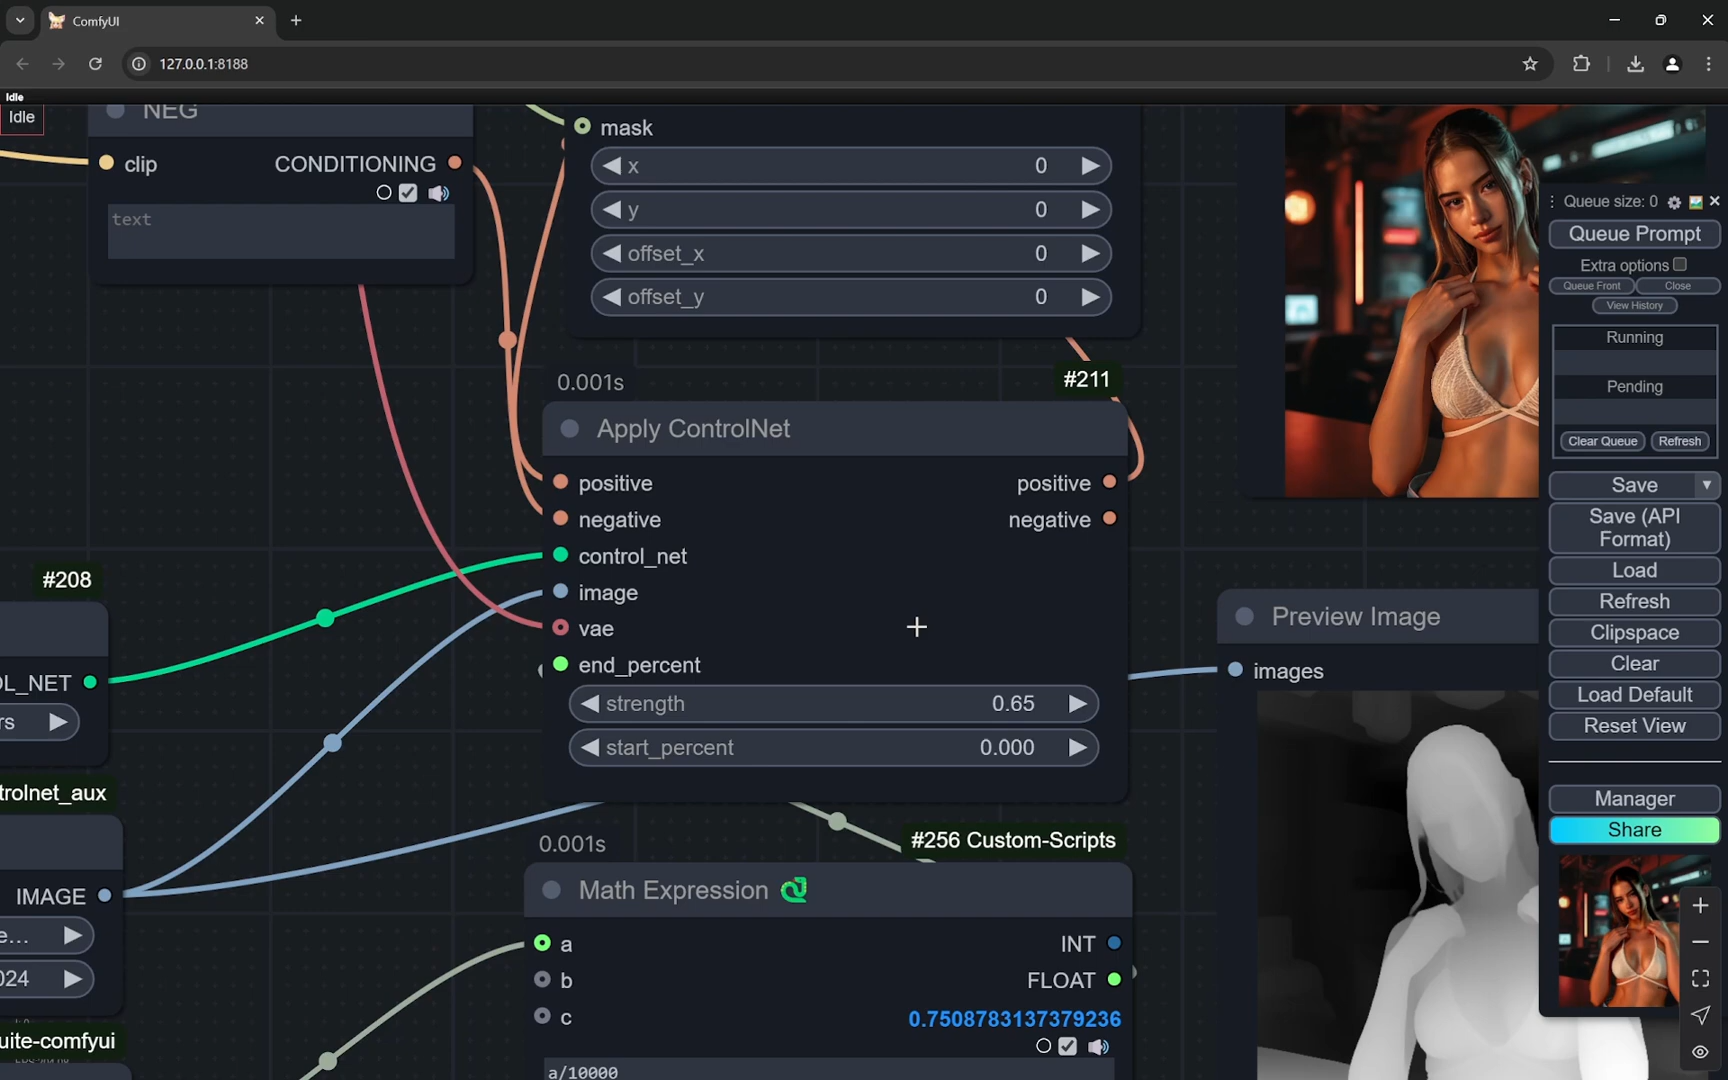 ComfyUI
127.0.0.1:8188
Idle
Idle
NEG
clip
CONDITIONING
text
mask
x
0
y
0
offset_x
0
offset_y
0
0.001s
#211
Apply ControlNet
positive
positive
negative
negative
control_net
image
vae
end_percent
strength
0.65
start_percent
0.000
#208
OL_NET
rs
trolnet_aux
IMAGE
e...
024
uite-comfyui
0.001s
#256 Custom-Scripts
Math Expression
a
INT
b
FLOAT
c
0.7508783137379236
a/10000
Preview Image
images
Queue size: 0
Queue Prompt
Extra options
Queue Front
Close
View History
Running
Pending
Clear Queue
Refresh
Save
Save (API
Format)
Load
Refresh
Clipspace
Clear
Load Default
Reset View
Manager
Share